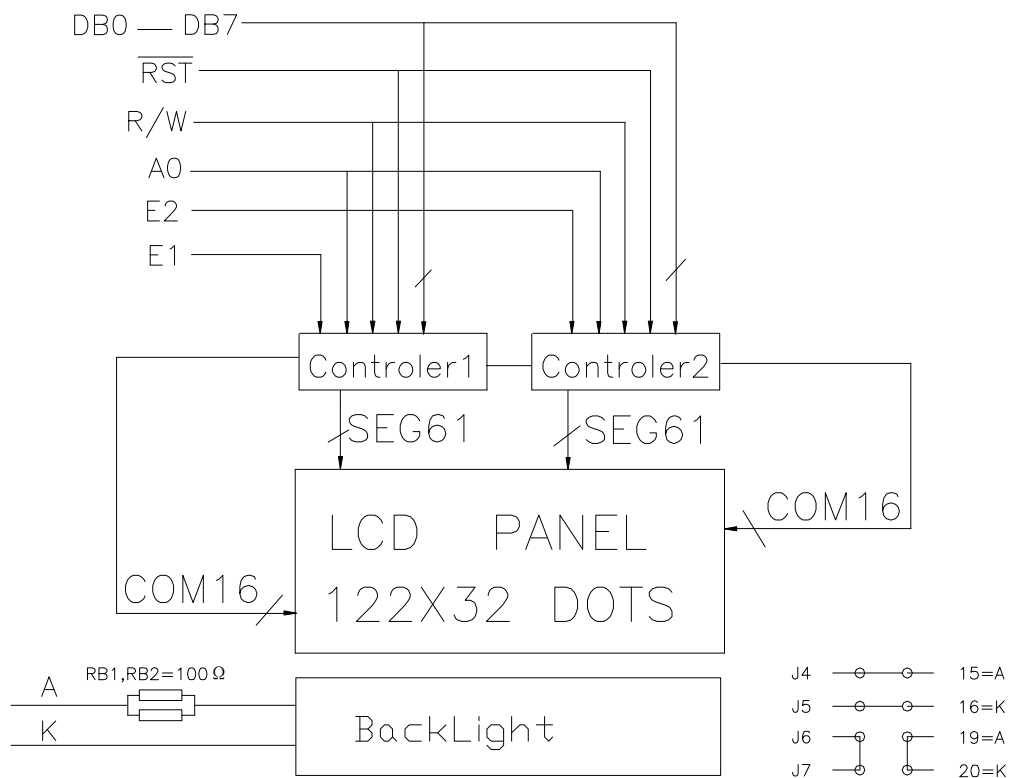 DB0 — DB7
RST
R/W
A0
E2
E1
Controler1
Controler2
SEG61
SEG61
COM16
LCD PANEL
COM16
122X32 DOTS
RB1,RB2=100Ω
A
K
BackLight
J4 15=A
J5 16=K
J6 19=A
J7 20=K